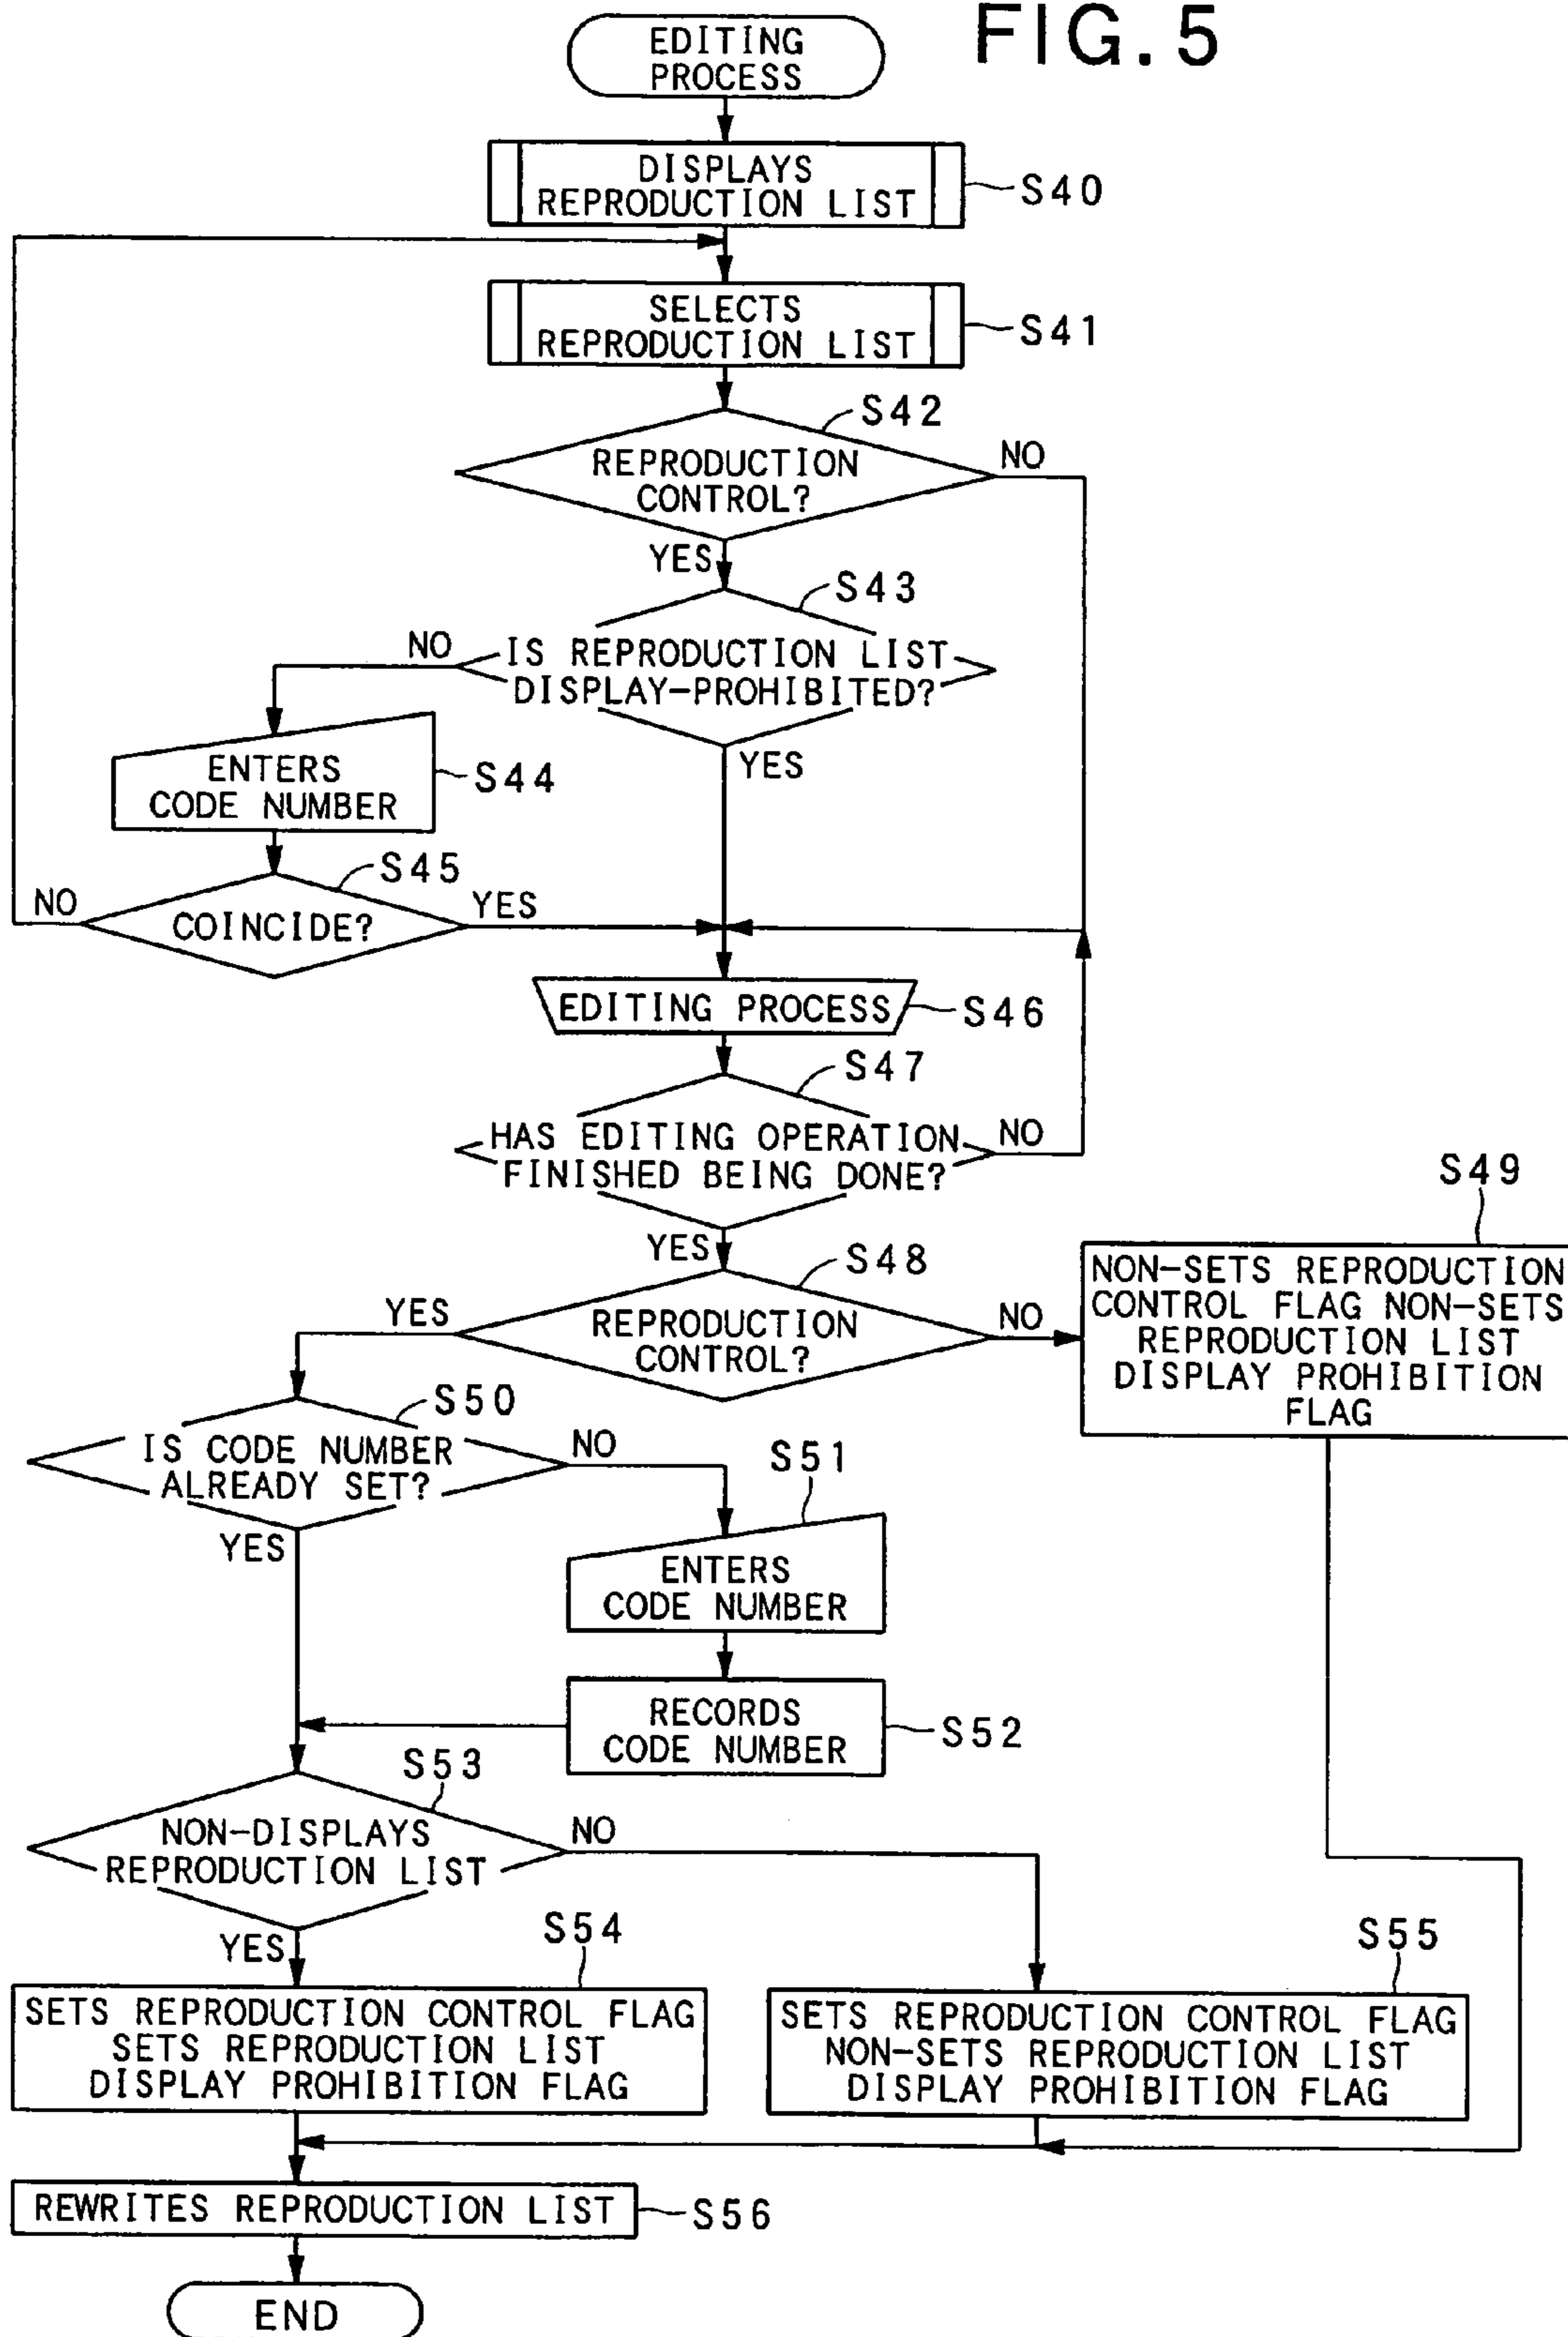 FIG. 5
EDITING
PROCESS
DISPLAYS
REPRODUCTION LIST
S40
SELECTS
REPRODUCTION LIST
S41
S42
REPRODUCTION
CONTROL?
NO
YES
S43
NO
IS REPRODUCTION LIST
DISPLAY-PROHIBITED?
YES
ENTERS
CODE NUMBER
S44
S45
NO
COINCIDE?
YES
EDITING PROCESS
S46
S47
HAS EDITING OPERATION
FINISHED BEING DONE?
NO
YES
S48
YES
REPRODUCTION
CONTROL?
NO
S49
NON-SETS REPRODUCTION
CONTROL FLAG NON-SETS
REPRODUCTION LIST
DISPLAY PROHIBITION
FLAG
S50
IS CODE NUMBER
ALREADY SET?
NO
YES
S51
ENTERS
CODE NUMBER
RECORDS
CODE NUMBER
S52
S53
NON-DISPLAYS
REPRODUCTION LIST
NO
YES
S54
SETS REPRODUCTION CONTROL FLAG
SETS REPRODUCTION LIST
DISPLAY PROHIBITION FLAG
S55
SETS REPRODUCTION CONTROL FLAG
NON-SETS REPRODUCTION LIST
DISPLAY PROHIBITION FLAG
REWRITES REPRODUCTION LIST
S56
END